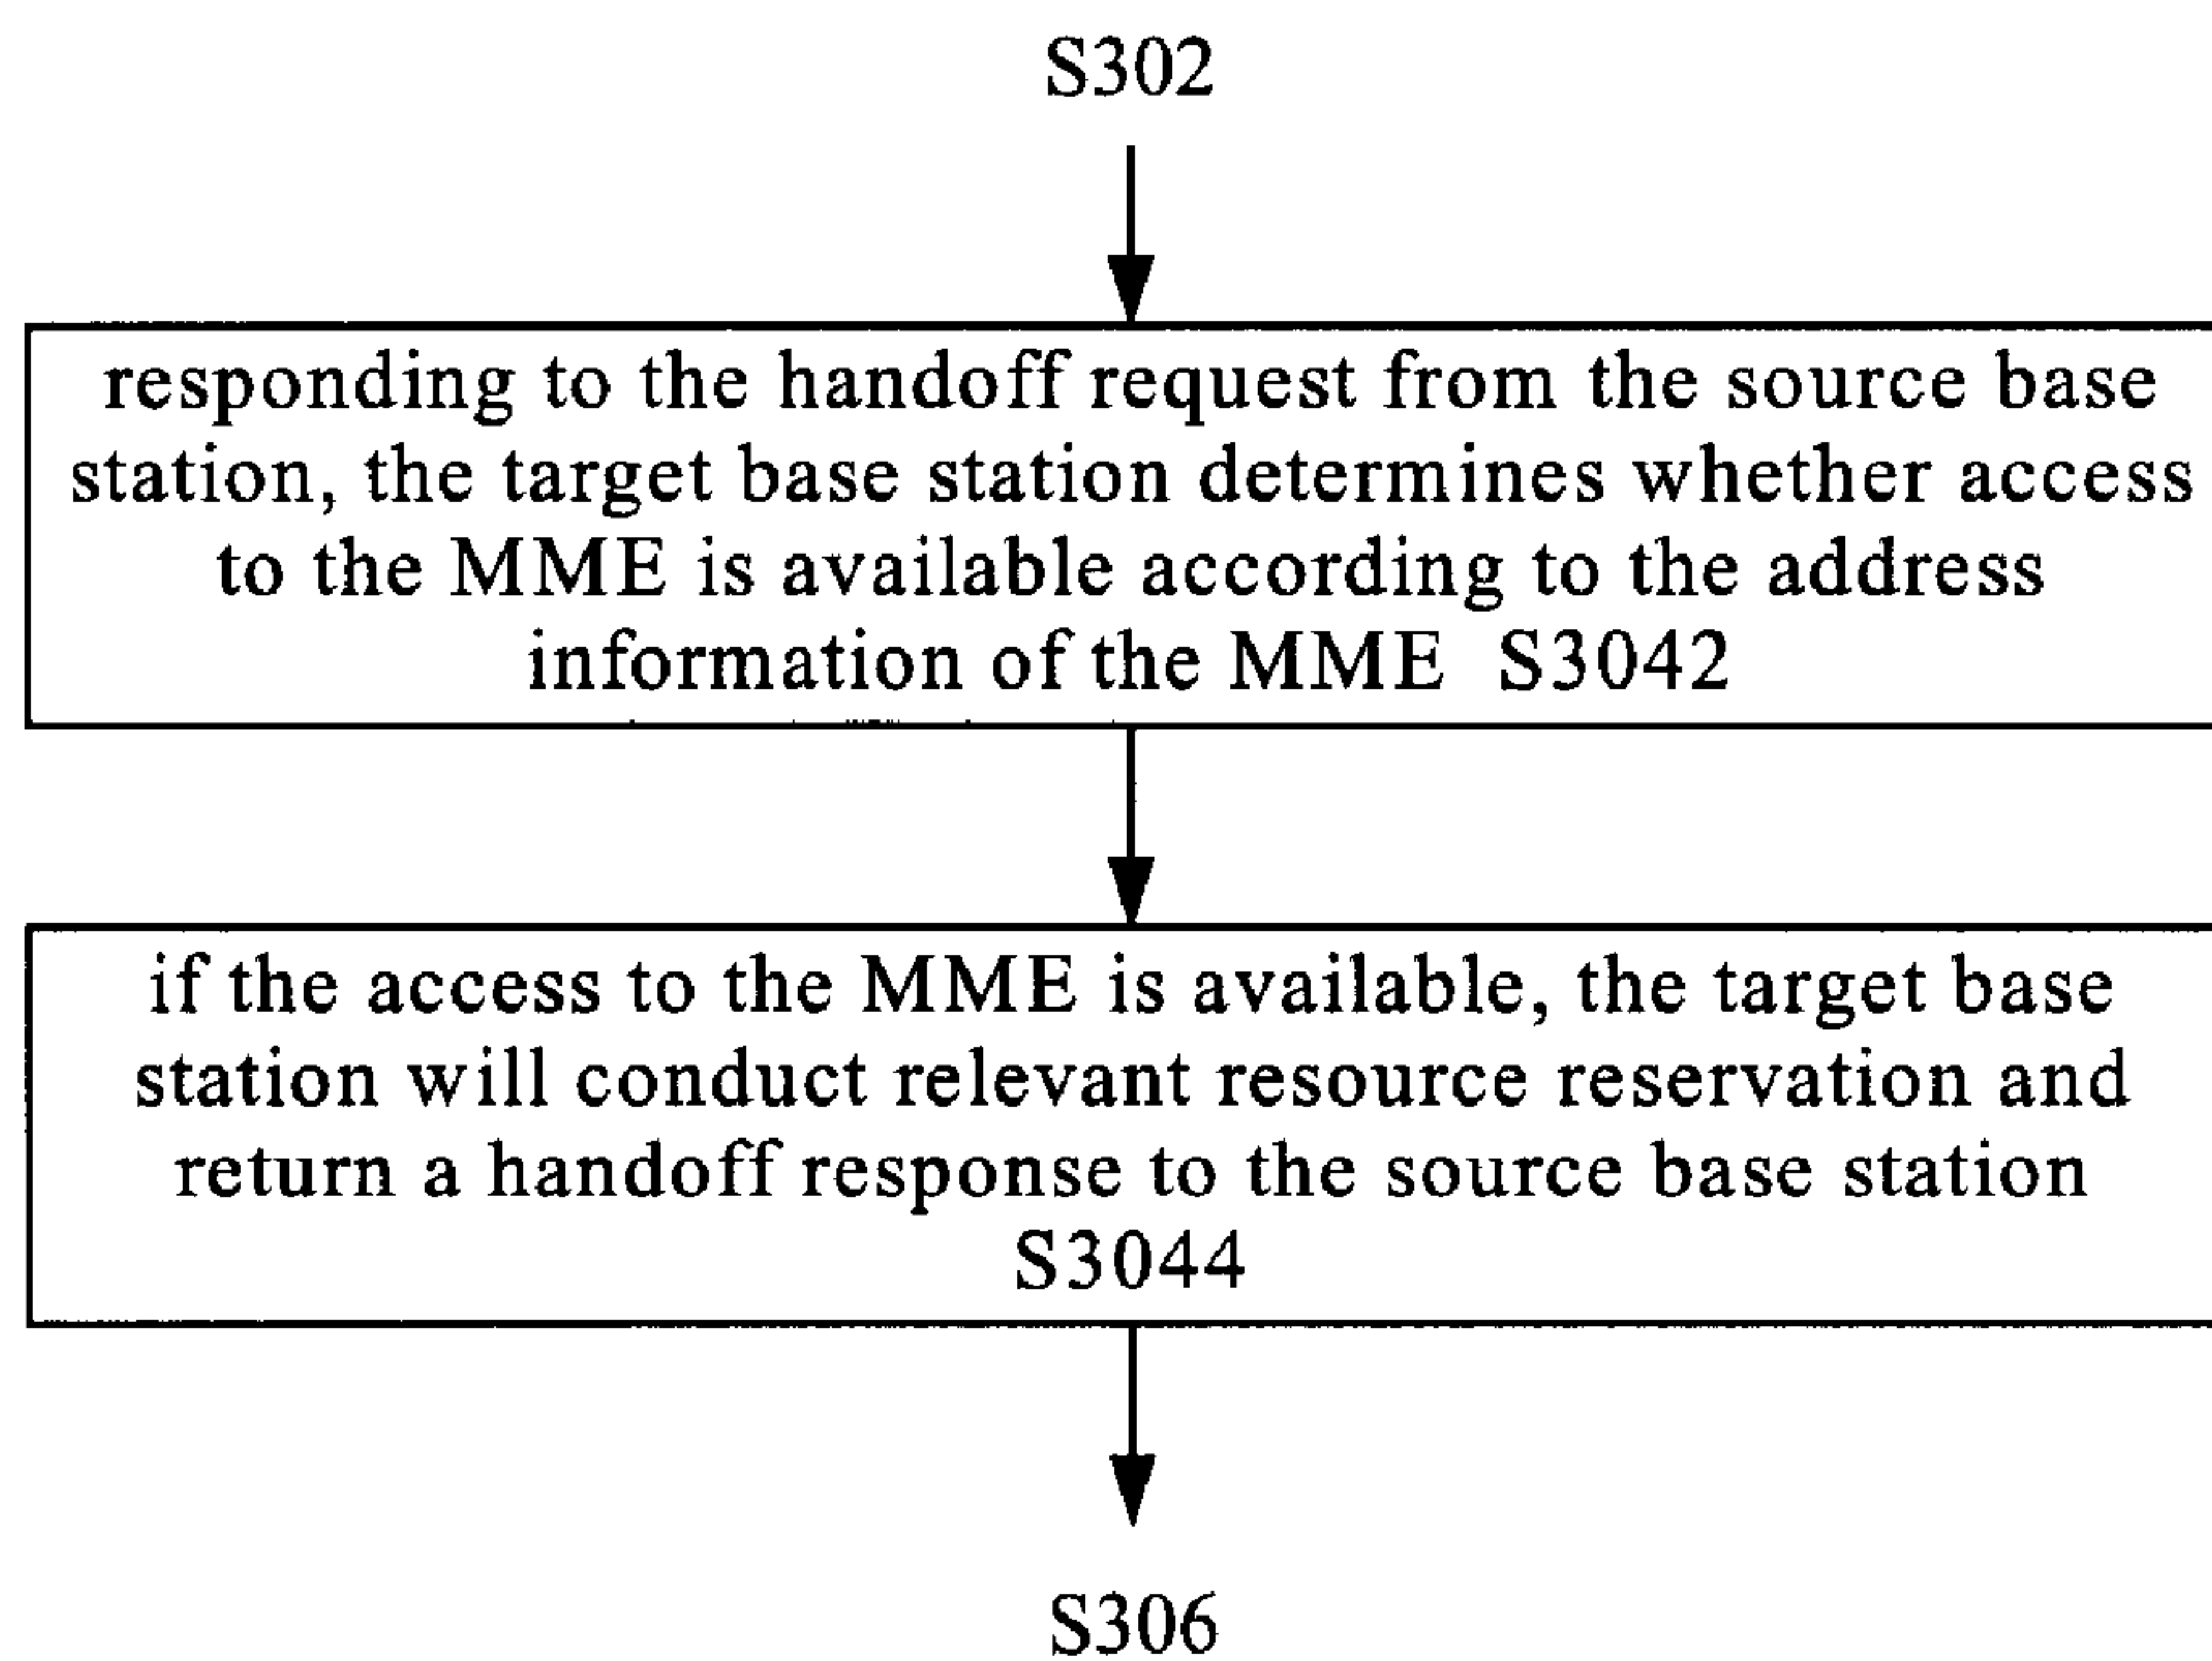 S302
responding to the handoff request from the source base
station, the target base station determines whether access
to the MME is available according to the address
information of the MME S3042
if the access to the MME is available, the target base
station will conduct relevant resource reservation and
return a handoff response to the source base station
S3044
S306